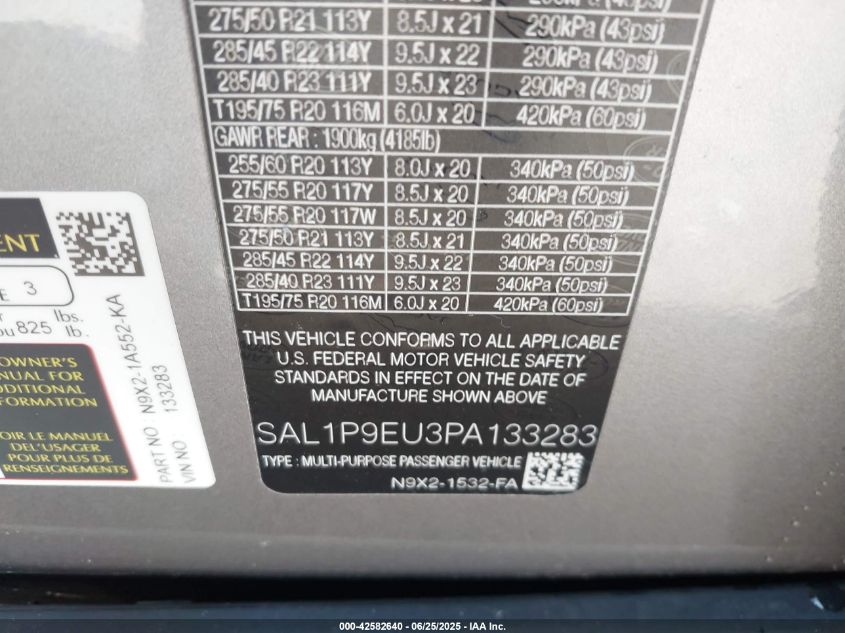 275/50 R21 113Y 8.5J x 21 290kPa (43psi)
285/45 R22 114Y 9.5J x 22 290kPa (43psi)
285/40 R23 111Y 9.5J x 23 290kPa (43psi)
T195/75 R20 116M 6.0J x 20 420kPa (60psi)
GAWR REAR : 1900kg (4185lb)
255/60 R20 113Y 8.0J x 20 340kPa (50psi)
275/55 R20 117Y 8.5J x 20 340kPa (50psi)
275/55 R20 117W 8.5J x 20 340kPa (50psi)
275/50 R21 113Y 8.5J x 21 340kPa (50psi)
285/45 R22 114Y 9.5J x 22 340kPa (50psi)
285/40 R23 111Y 9.5J x 23 340kPa (50psi)
T195/75 R20 116M 6.0J x 20 420kPa (60psi)
THIS VEHICLE CONFORMS TO ALL APPLICABLE
U.S. FEDERAL MOTOR VEHICLE SAFETY
STANDARDS IN EFFECT ON THE DATE OF
MANUFACTURE SHOWN ABOVE
SAL1P9EU3PA133283
TYPE : MULTI-PURPOSE PASSENGER VEHICLE
N9X2-1532-FA
3
lbs.
825 lb.
OWNER'S
FOR
INFORMATION
LE MANUEL
DE L'USAGER
POUR PLUS DE
RENSEIGNEMENTS
PART NO N9X2-1A552-KA
VIN NO 133283
000-42582640 - 06/25/2025 - IAA Inc.